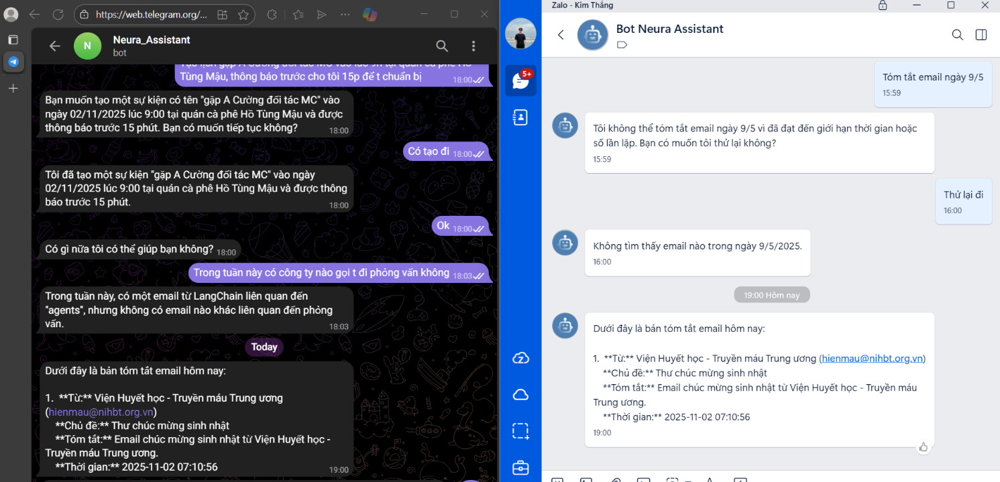 https://web.telegram.org/...
N
Neura_Assistant
bot
Tùng Mậu, thông báo trước cho tôi 15p để t chuẩn bị
18:00
Bạn muốn tạo một sự kiện có tên "gặp A Cường đối tác MC" vào
ngày 02/11/2025 lúc 9:00 tại quán cà phê Hồ Tùng Mậu và được
thông báo trước 15 phút. Bạn có muốn tiếp tục không?
18:00
Có tạo đi 18:00
Tôi đã tạo một sự kiện "gặp A Cường đối tác MC" vào ngày
02/11/2025 lúc 9:00 tại quán cà phê Hồ Tùng Mậu và được thông
báo trước 15 phút.
18:00
Ok 18:00
Có gì nữa tôi có thể giúp bạn không? 18:00
Trong tuần này có công ty nào gọi t đi phỏng vấn không 18:03
Trong tuần này, có một email từ LangChain liên quan đến
"agents", nhưng không có email nào khác liên quan đến phỏng
vấn.
18:03
Today
Dưới đây là bản tóm tắt email hôm nay:
1. **Từ:** Viện Huyết học - Truyền máu Trung ương
(hienmau@nihbt.org.vn)
**Chủ đề:** Thư chúc mừng sinh nhật
**Tóm tắt:** Email chúc mừng sinh nhật từ Viện Huyết học -
Truyền máu Trung ương.
**Thời gian:** 2025-11-02 07:10:56
19:00
Zalo - Kim Thắng
5+
Bot Neura Assistant
Tóm tắt email ngày 9/5
15:59
Tôi không thể tóm tắt email ngày 9/5 vì đã đạt đến giới hạn thời gian hoặc
số lần lặp. Bạn có muốn tôi thử lại không?
15:59
Thử lại đi
16:00
Không tìm thấy email nào trong ngày 9/5/2025.
16:00
19:00 Hôm nay
Dưới đây là bản tóm tắt email hôm nay:
1. **Từ:** Viện Huyết học - Truyền máu Trung ương (hienmau@nihbt.org.vn)
**Chủ đề:** Thư chúc mừng sinh nhật
**Tóm tắt:** Email chúc mừng sinh nhật từ Viện Huyết học - Truyền máu
Trung ương.
**Thời gian:** 2025-11-02 07:10:56
19:00